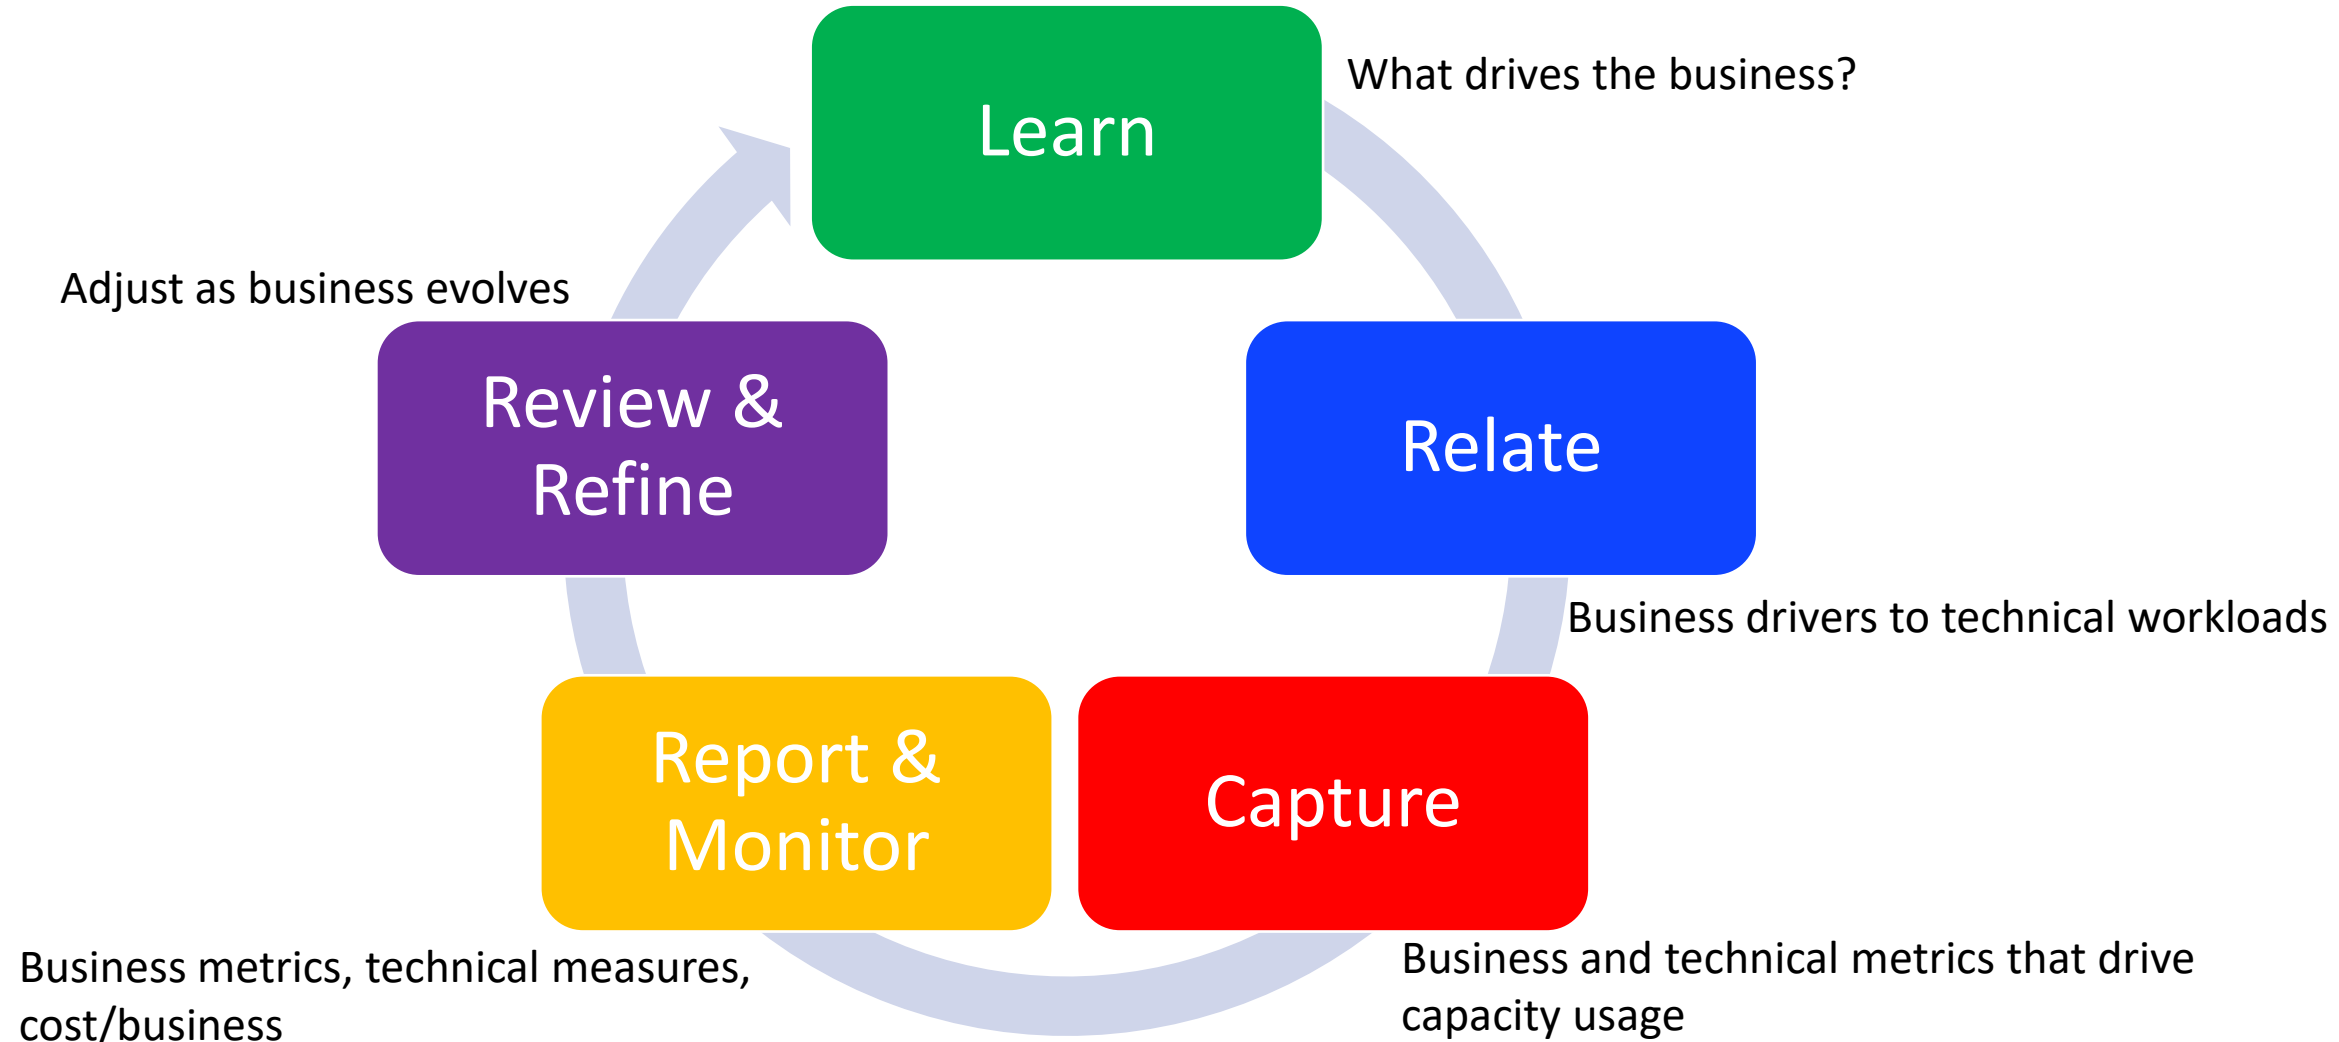 Learn
What drives the business?
Relate
Business drivers to technical workloads
Capture
Business and technical metrics that drive
capacity usage
Report &
Monitor
Business metrics, technical measures,
cost/business
Review &
Refine
Adjust as business evolves